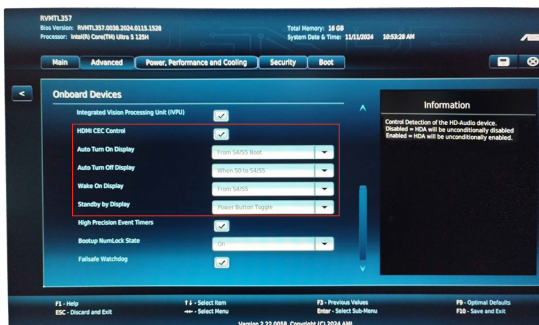 RVMTL357
Bios Version: RVMTL357.0038.2024.0115.1528
Processor: Intel(R) Core(TM) Ultra 5 125H
Total Memory: 16 GB
System Date & Time: 11/11/2024 10:53:28 AM
Main Advanced Power, Performance and Cooling Security Boot
<
Onboard Devices
Integrated Vision Processing Unit (IVPU)
HDMI CEC Control
Auto Turn On Display From S4/S5 Boot
Auto Turn Off Display When S0 to S4/S5
Wake On Display From S4/S5
Standby by Display Power Button Toggle
High Precision Event Timers
Bootup NumLock State On
Failsafe Watchdog
Information
Control Detection of the HD-Audio device.
Disabled = HDA will be unconditionally disabled
Enabled = HDA will be unconditionally enabled.
F1 - Help
ESC - Discard and Exit
↑↓ - Select Item
→← - Select Menu
F3 - Previous Values
Enter - Select Sub-Menu
F9 - Optimal Defaults
F10 - Save and Exit
Version 2.22.0058. Copyright (C) 2024 AMI